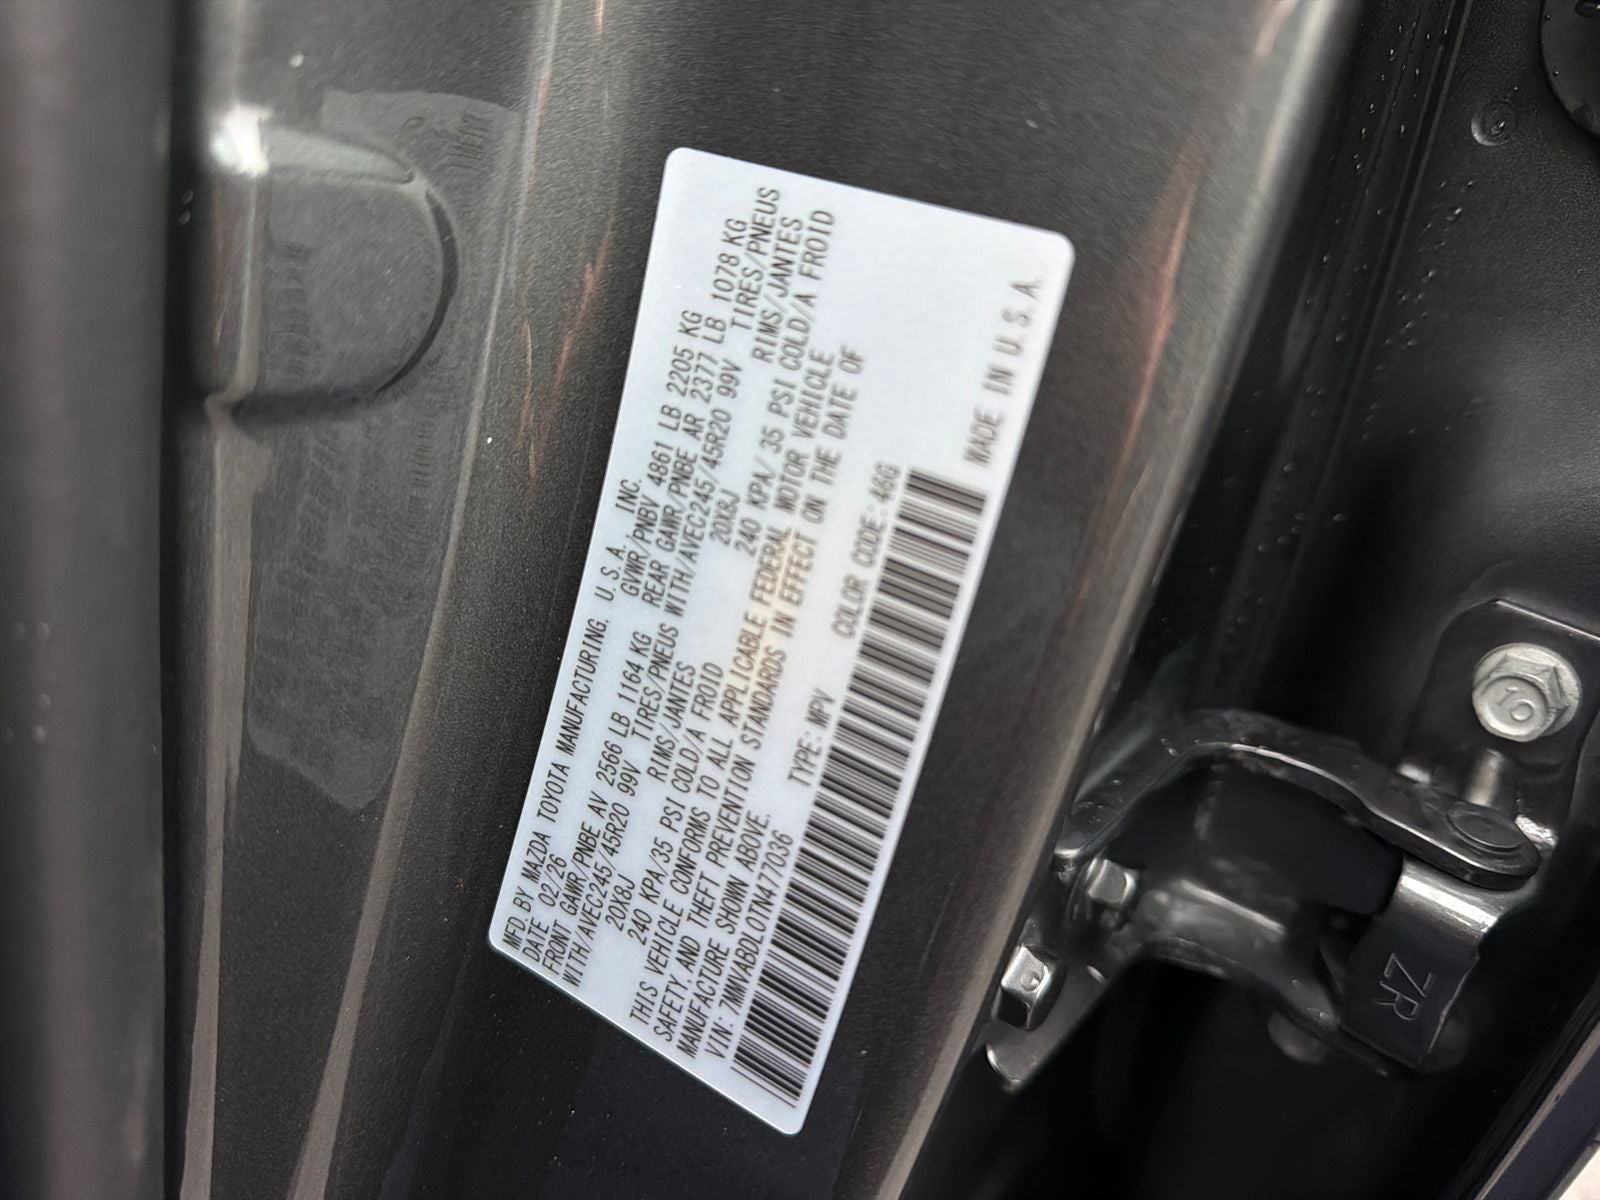 MFD. BY MAZDA TOYOTA MANUFACTURING, U.S.A. INC.
DATE 02/26 GVWR/PNBV 4861 LB 2205 KG
FRONT GAWR/PNBE AV 2566 LB 1164 KG REAR GAWR/PNBE AR 2377 LB 1078 KG
WITH/AVEC245/45R20 99V TIRES/PNEUS WITH/AVEC245/45R20 99V TIRES/PNEUS
20X8J RIMS/JANTES 20X8J RIMS/JANTES
240 KPA/35 PSI COLD/A FROID 240 KPA/ 35 PSI COLD/A FROID
THIS VEHICLE CONFORMS TO ALL APPLICABLE FEDERAL MOTOR VEHICLE
SAFETY, AND THEFT PREVENTION STANDARDS IN EFFECT ON THE DATE OF
MANUFACTURE SHOWN ABOVE.
VIN: 7MMVABDL0TN477036 TYPE: MPV COLOR CODE: 46G
MADE IN U.S.A.
10
ZR